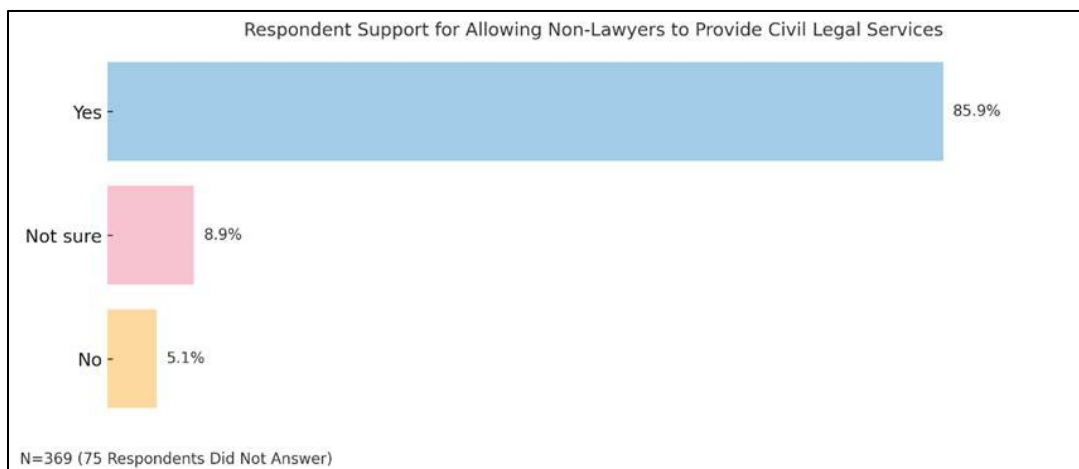 Respondent Support for Allowing Non-Lawyers to Provide Civil Legal Services
Yes
85.9%
Not sure
8.9%
No
5.1%
N=369 (75 Respondents Did Not Answer)